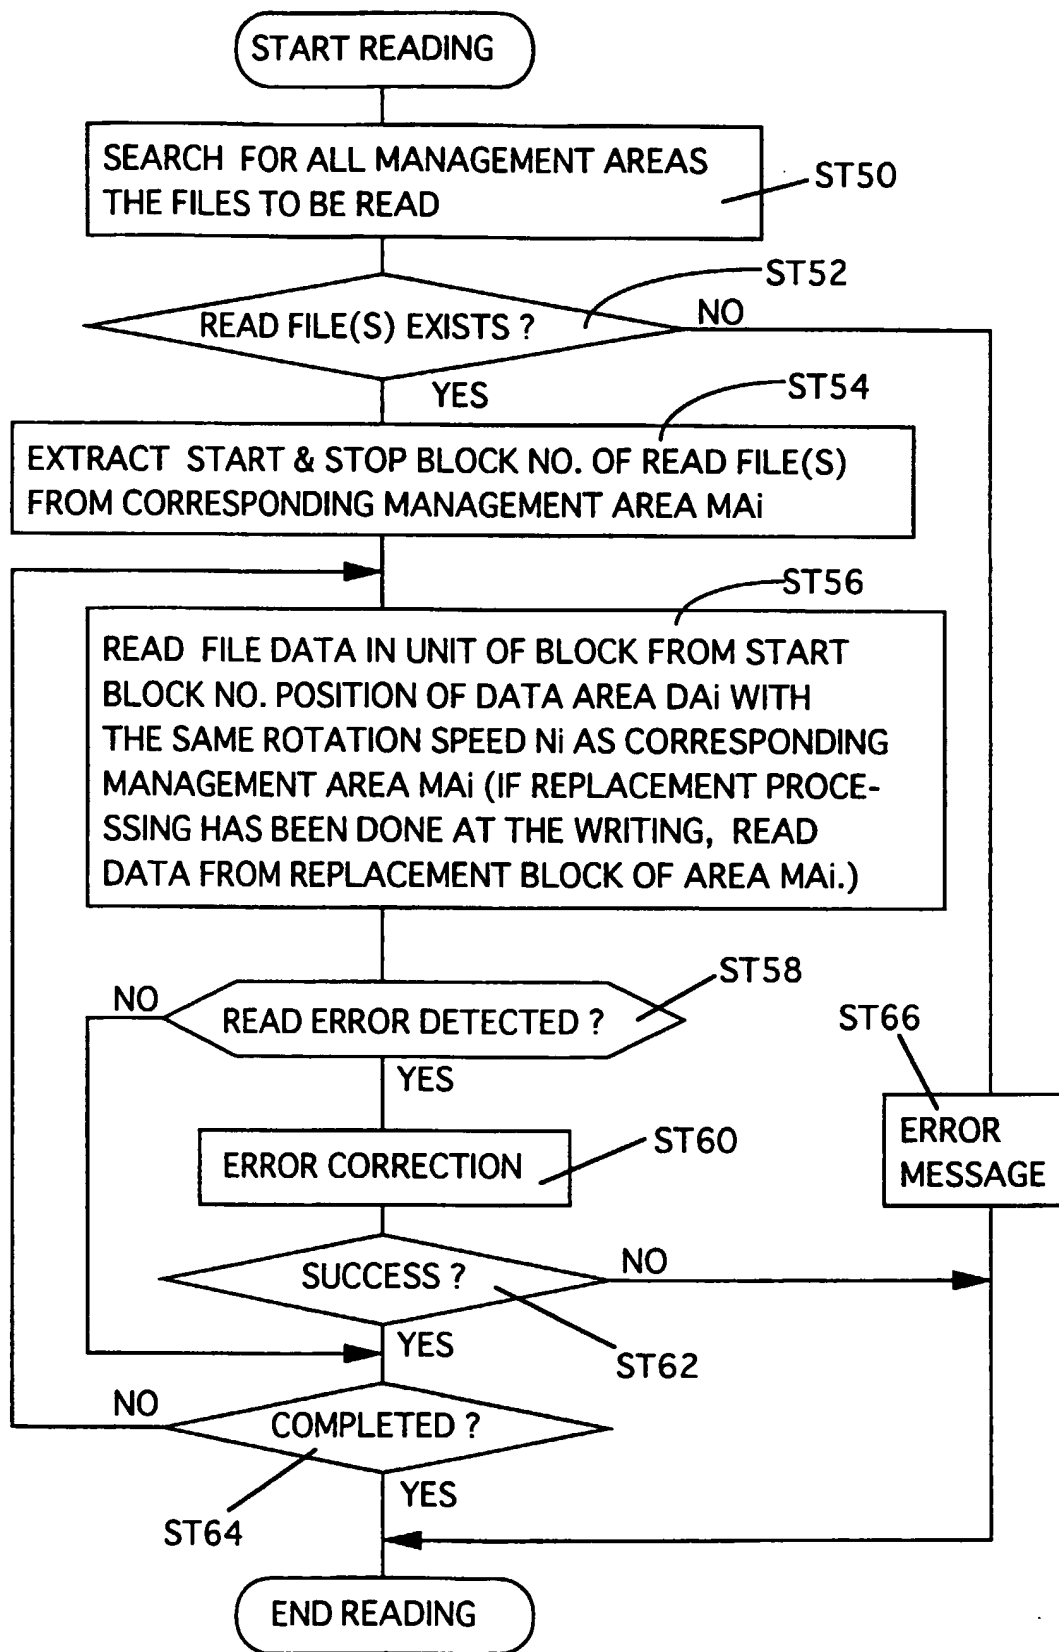 START READING
SEARCH FOR ALL MANAGEMENT AREAS
THE FILES TO BE READ
ST50
ST52
READ FILE(S) EXISTS ?
NO
YES
ST54
EXTRACT START & STOP BLOCK NO. OF READ FILE(S)
FROM CORRESPONDING MANAGEMENT AREA MAi
ST56
READ FILE DATA IN UNIT OF BLOCK FROM START
BLOCK NO. POSITION OF DATA AREA DAi WITH
THE SAME ROTATION SPEED Ni AS CORRESPONDING
MANAGEMENT AREA MAi (IF REPLACEMENT PROCE-
SSING HAS BEEN DONE AT THE WRITING, READ
DATA FROM REPLACEMENT BLOCK OF AREA MAi.)
ST58
NO
READ ERROR DETECTED ?
YES
ST66
ERROR
MESSAGE
ST60
ERROR CORRECTION
SUCCESS ?
NO
YES
ST62
NO
COMPLETED ?
YES
ST64
END READING